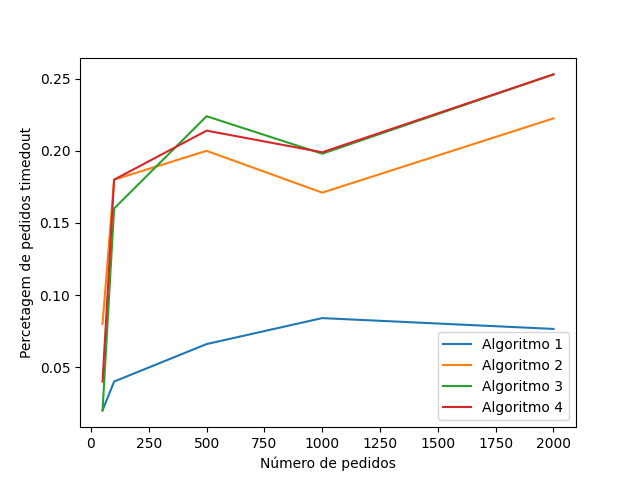 0.25
0.20
0.15
0.10
0.05
Percetagem de pedidos timedout
Algoritmo 1
Algoritmo 2
Algoritmo 3
Algoritmo 4
0 250 500 750 1000 1250 1500 1750 2000
Número de pedidos